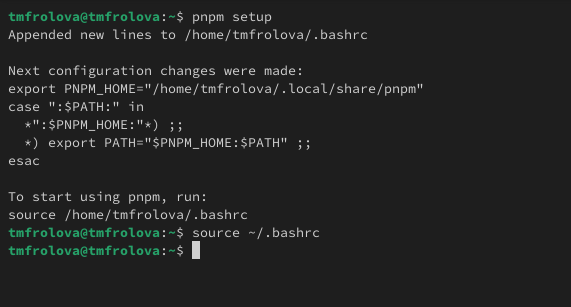 tmfrolova@tmfrolova:~$ pnpm setup
Appended new lines to /home/tmfrolova/.bashrc

Next configuration changes were made:
export PNPM_HOME="/home/tmfrolova/.local/share/pnpm"
case ":$PATH:" in
  *":$PNPM_HOME:"*) ;;
  *) export PATH="$PNPM_HOME:$PATH" ;;
esac

To start using pnpm, run:
source /home/tmfrolova/.bashrc
tmfrolova@tmfrolova:~$ source ~/.bashrc
tmfrolova@tmfrolova:~$